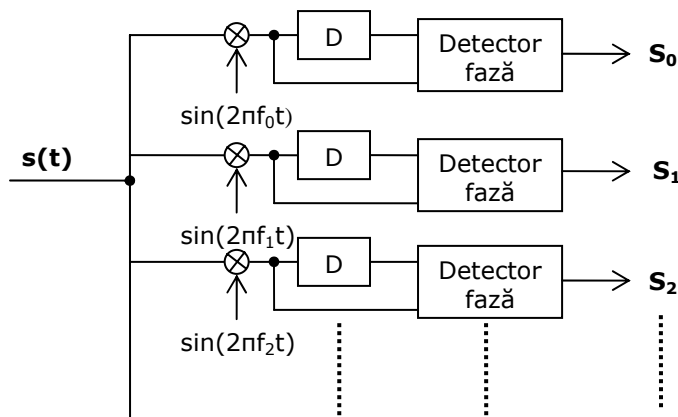 D
Detector
fază
S₀
sin(2πf₀t)
s(t)
D
Detector
fază
S₁
sin(2πf₁t)
D
Detector
fază
S₂
sin(2πf₂t)